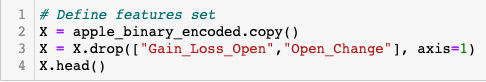 1 # Define features set
2 X = apple_binary_encoded.copy()
3 X = X.drop(["Gain_Loss_Open","Open_Change"], axis=1)
4 X.head()